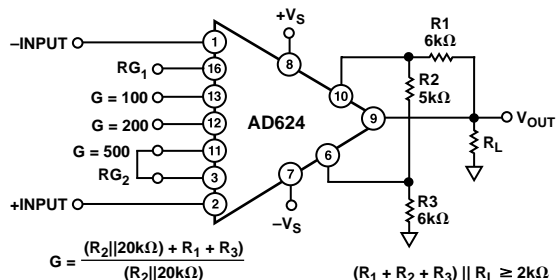 +VS
R1
6kΩ
–INPUT
1
RG1
16
8
R2
5kΩ
G = 100
13
10
G = 200
12
AD624
9
VOUT
G = 500
11
6
RL
RG2
3
7
R3
6kΩ
+INPUT
2
–VS
G = (R2||20kΩ) + R1 + R3)
(R2||20kΩ)
(R1 + R2 + R3) || RL ≥ 2kΩ